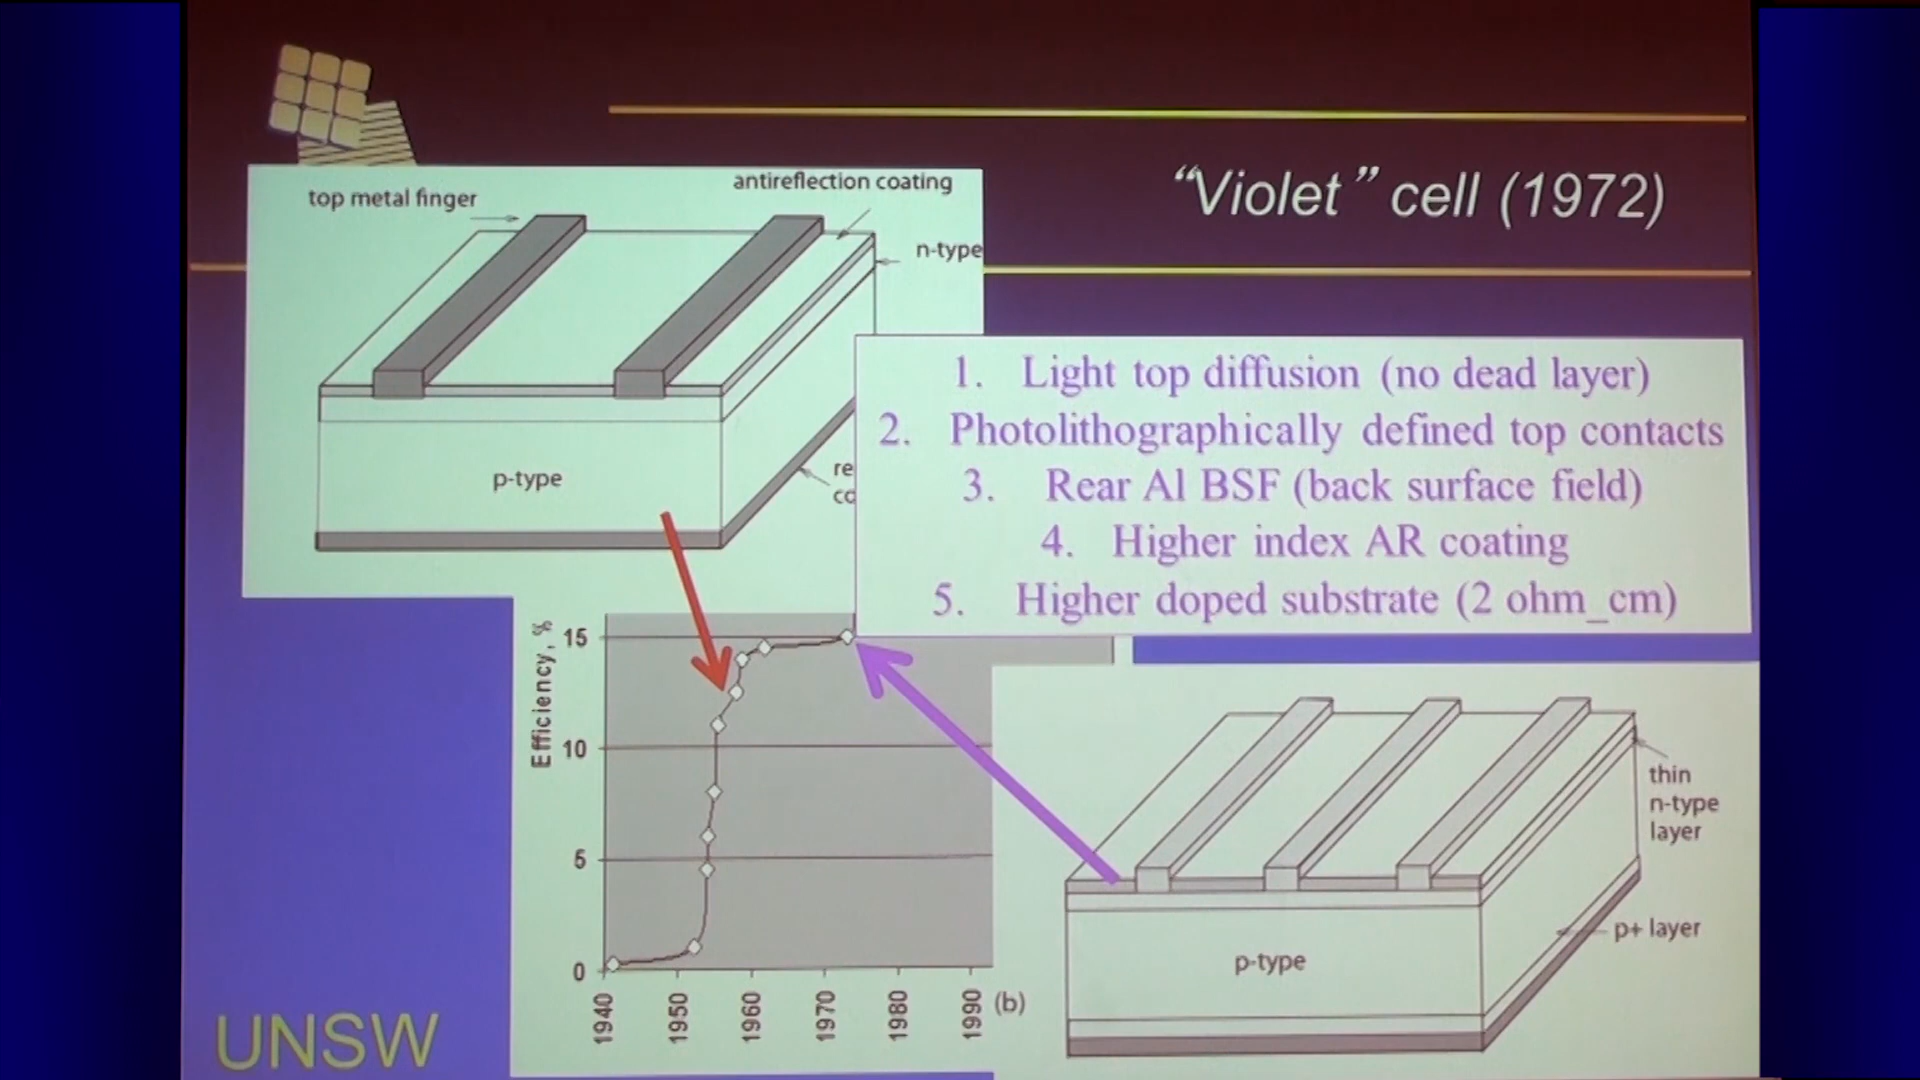 "Violet" cell (1972)
top metal finger
antireflection coating
n-type
p-type
re
co
1. Light top diffusion (no dead layer)
2. Photolithographically defined top contacts
3. Rear Al BSF (back surface field)
4. Higher index AR coating
5. Higher doped substrate (2 ohm_cm)
Efficiency, %
15
10
5
0
1940
1950
1960
1970
1980
1990
(b)
thin
n-type
layer
p+ layer
p-type
UNSW